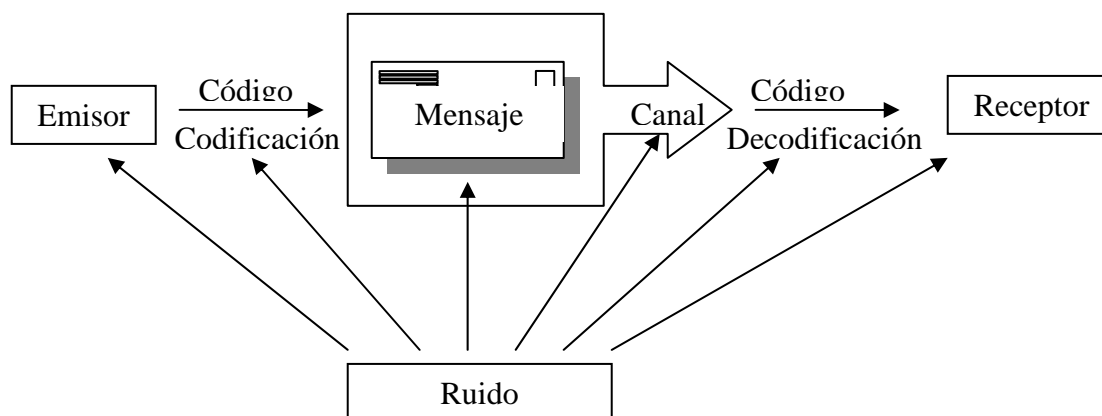 Emisor
Código
Codificación
Mensaje
Canal
Código
Decodificación
Receptor
Ruido